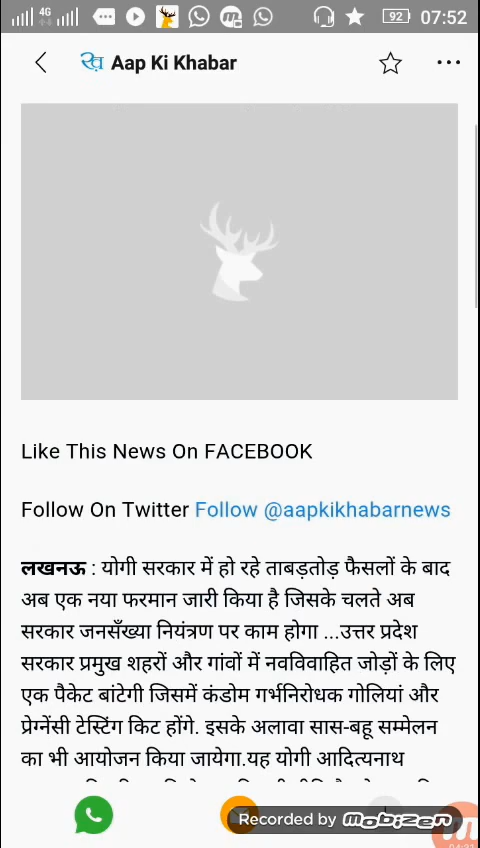 4G 92 07:52
ख़ Aap Ki Khabar
Like This News On FACEBOOK
Follow On Twitter Follow @aapkikhabarnews
लखनऊ : योगी सरकार में हो रहे ताबड़तोड़ फैसलों के बाद
अब एक नया फरमान जारी किया है जिसके चलते अब
सरकार जनसँख्या नियंत्रण पर काम होगा ...उत्तर प्रदेश
सरकार प्रमुख शहरों और गांवों में नवविवाहित जोड़ों के लिए
एक पैकेट बांटेगी जिसमें कंडोम गर्भनिरोधक गोलियां और
प्रेग्नेंसी टेस्टिंग किट होंगे. इसके अलावा सास-बहू सम्मेलन
का भी आयोजन किया जायेगा.यह योगी आदित्यनाथ
Recorded by mobizen
04:31